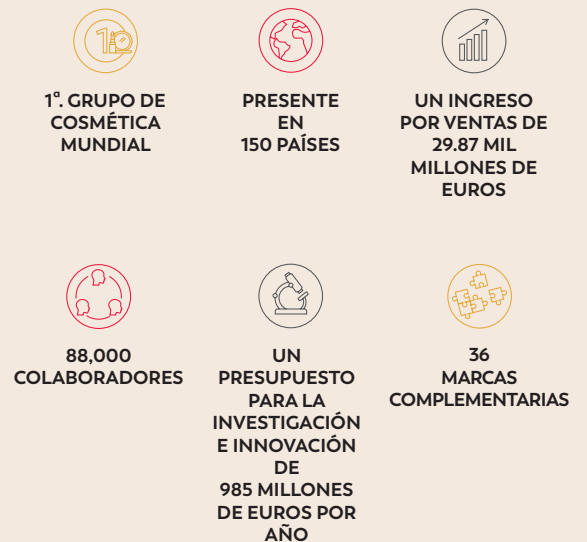 1ª. GRUPO DE
COSMÉTICA
MUNDIAL
PRESENTE
EN
150 PAÍSES
UN INGRESO
POR VENTAS DE
29.87 MIL
MILLONES DE
EUROS
88,000
COLABORADORES
UN
PRESUPUESTO
PARA LA
INVESTIGACIÓN
E INNOVACIÓN
DE
985 MILLONES
DE EUROS POR
AÑO
36
MARCAS
COMPLEMENTARIAS